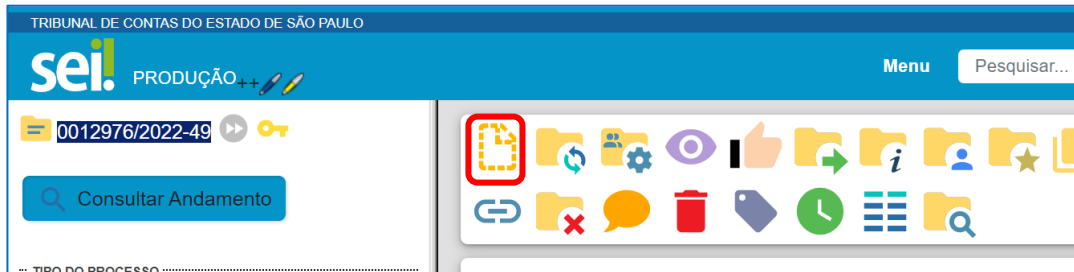 TRIBUNAL DE CONTAS DO ESTADO DE SÃO PAULO
sei! PRODUÇÃO++
Menu Pesquisar...
0012976/2022-49
Consultar Andamento
TIPO DO PROCESSO